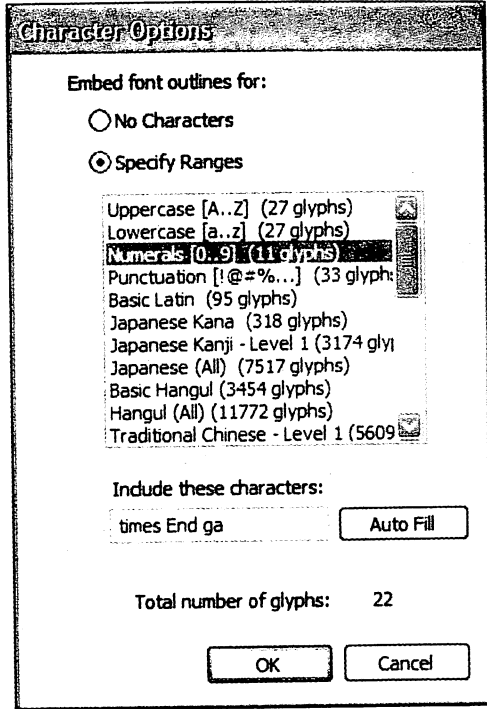 Character Options
Embed font outlines for:
No Characters
Specify Ranges
Uppercase [A..Z] (27 glyphs)
Lowercase [a..z] (27 glyphs)
Numerals [0..9] (11 glyphs)
Punctuation [!@#%...] (33 glyph:
Basic Latin (95 glyphs)
Japanese Kana (318 glyphs)
Japanese Kanji - Level 1 (3174 gly
Japanese (All) (7517 glyphs)
Basic Hangul (3454 glyphs)
Hangul (All) (11772 glyphs)
Traditional Chinese - Level 1 (5609
Include these characters:
times End ga Auto Fill
Total number of glyphs: 22
OK Cancel